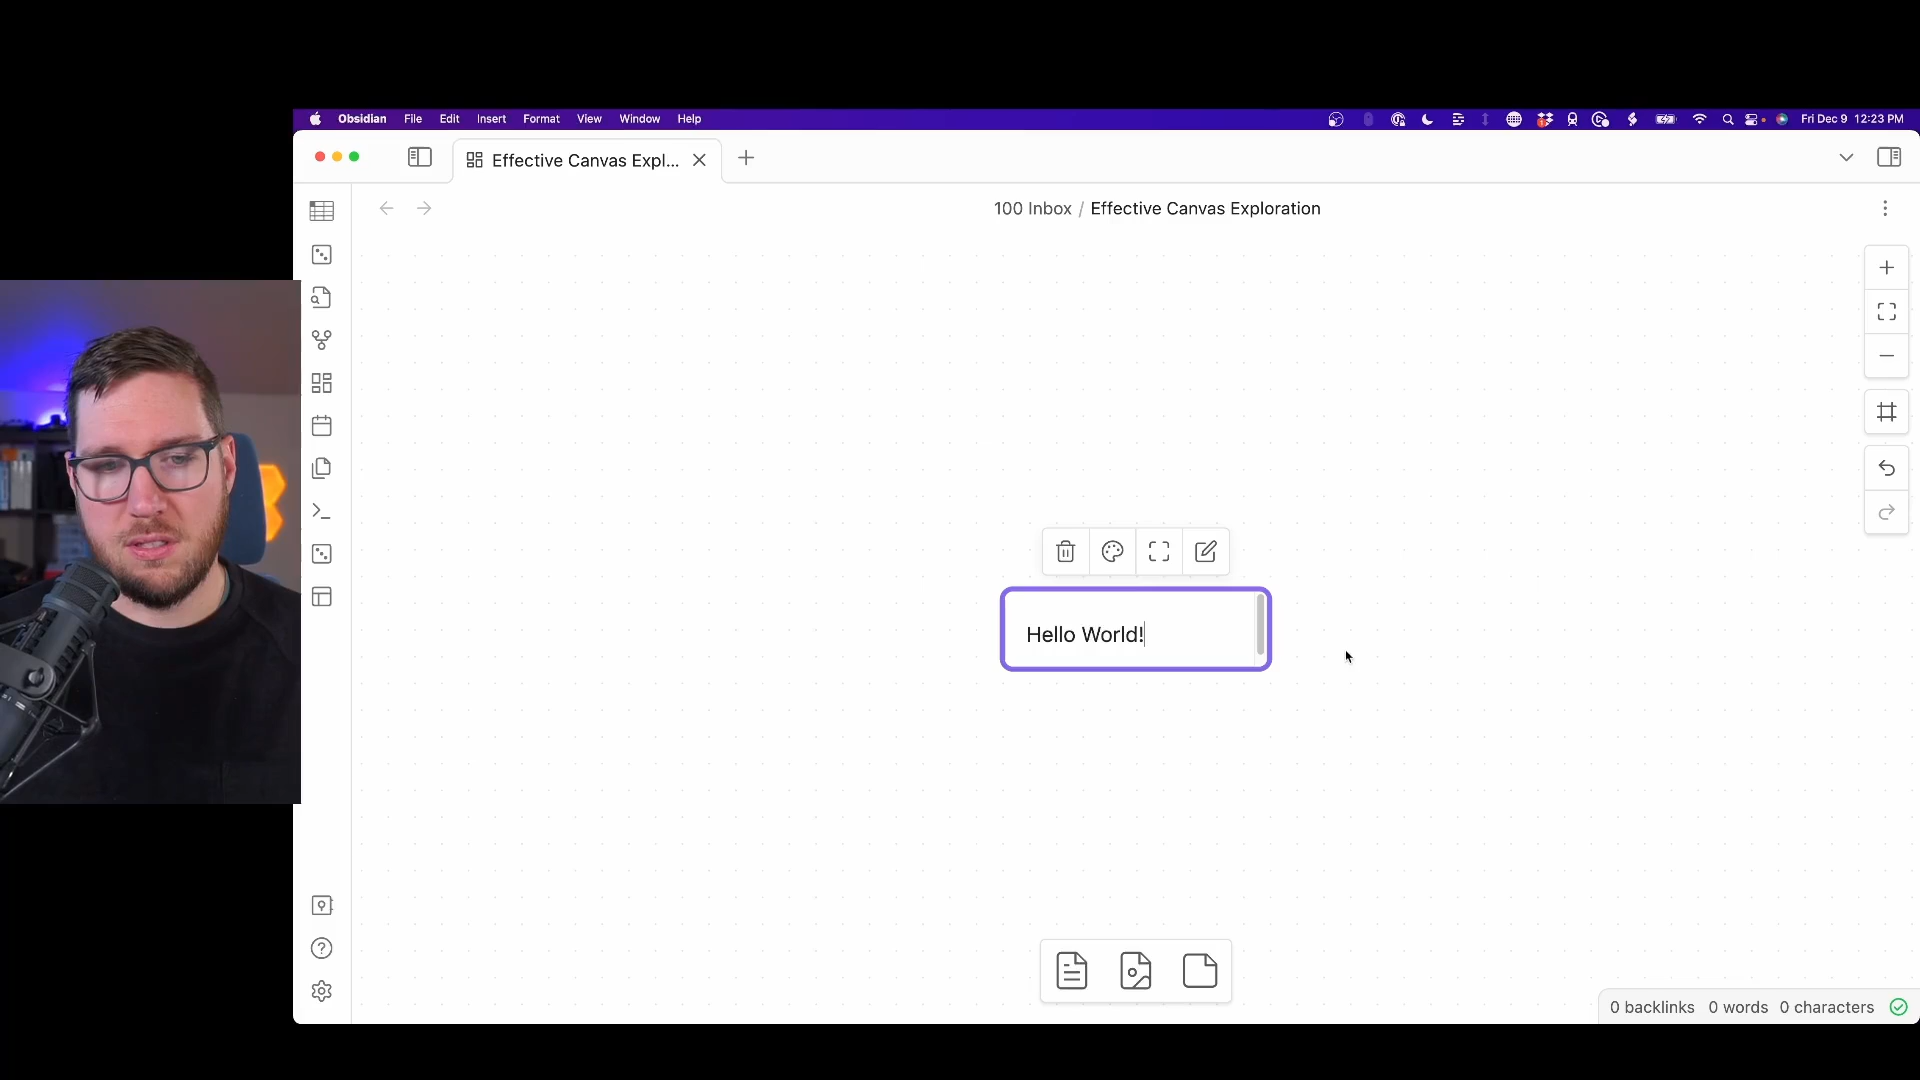 Obsidian File Edit Insert Format View Window Help Fri Dec 9 12:23 PM
Effective Canvas Expl...
100 Inbox / Effective Canvas Exploration
Hello World!
0 backlinks 0 words 0 characters